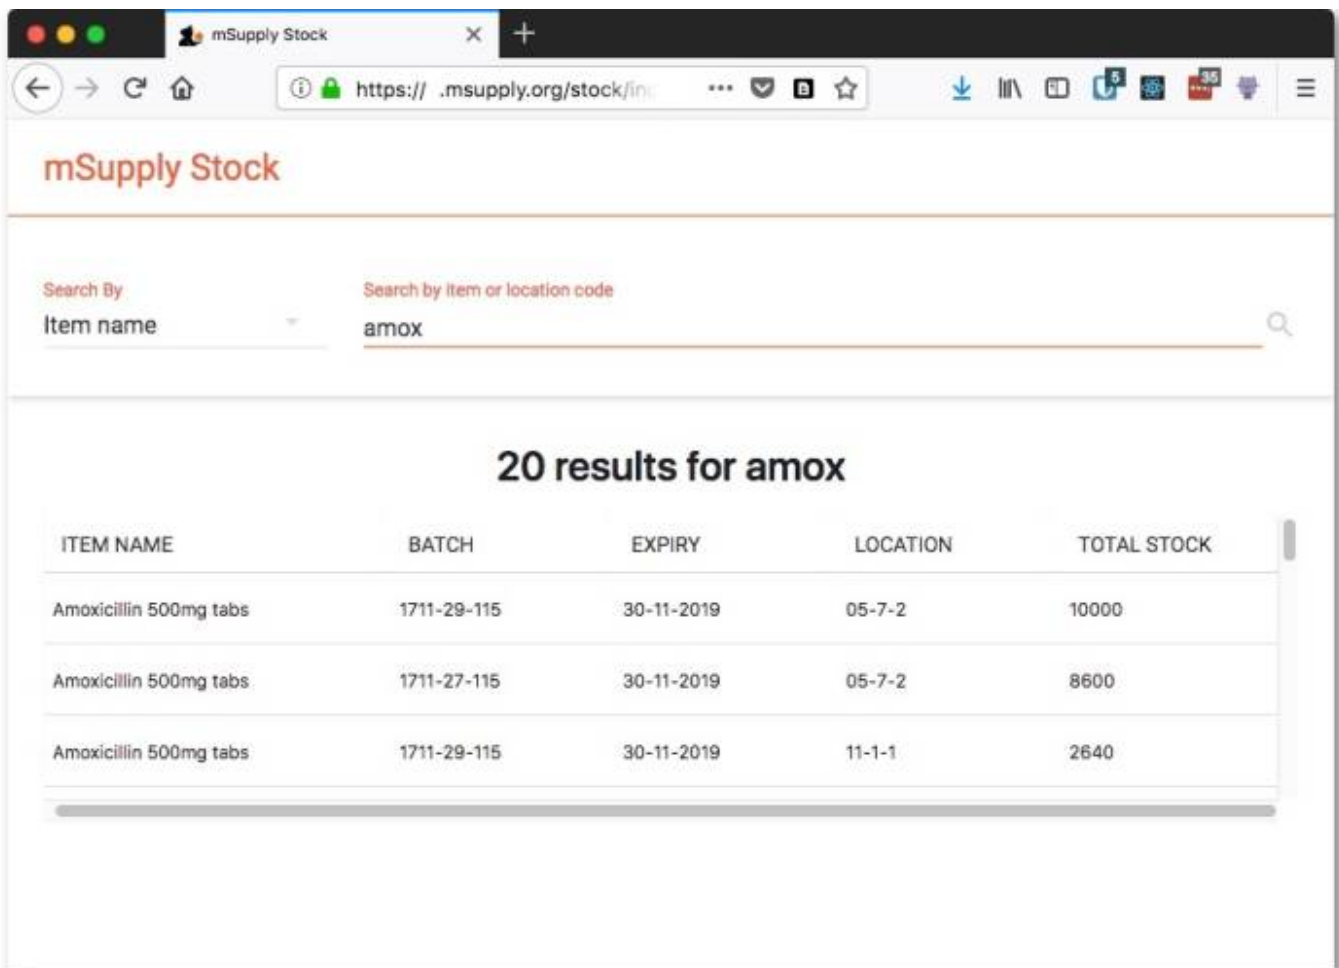 mSupply Stock
https:// .msupply.org/stock/in
5
35
mSupply Stock
Search By
Search by item or location code
Item name
amox
20 results for amox
ITEM NAME BATCH EXPIRY LOCATION TOTAL STOCK
Amoxicillin 500mg tabs 1711-29-115 30-11-2019 05-7-2 10000
Amoxicillin 500mg tabs 1711-27-115 30-11-2019 05-7-2 8600
Amoxicillin 500mg tabs 1711-29-115 30-11-2019 11-1-1 2640